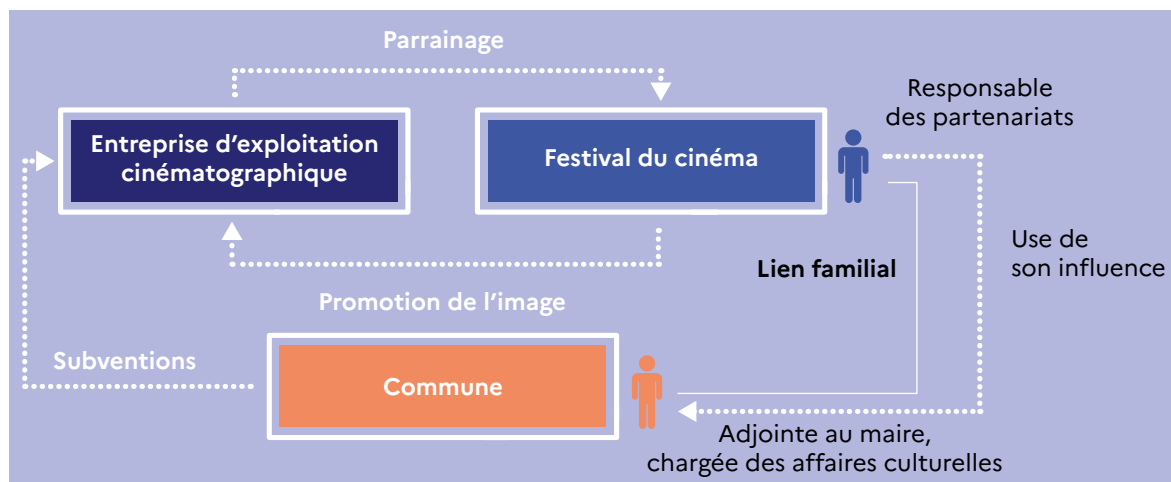 Parrainage
Entreprise d'exploitation
cinématographique
Festival du cinéma
Responsable
des partenariats
Use de
son influence
Lien familial
Promotion de l'image
Subventions
Commune
Adjointe au maire,
chargée des affaires culturelles